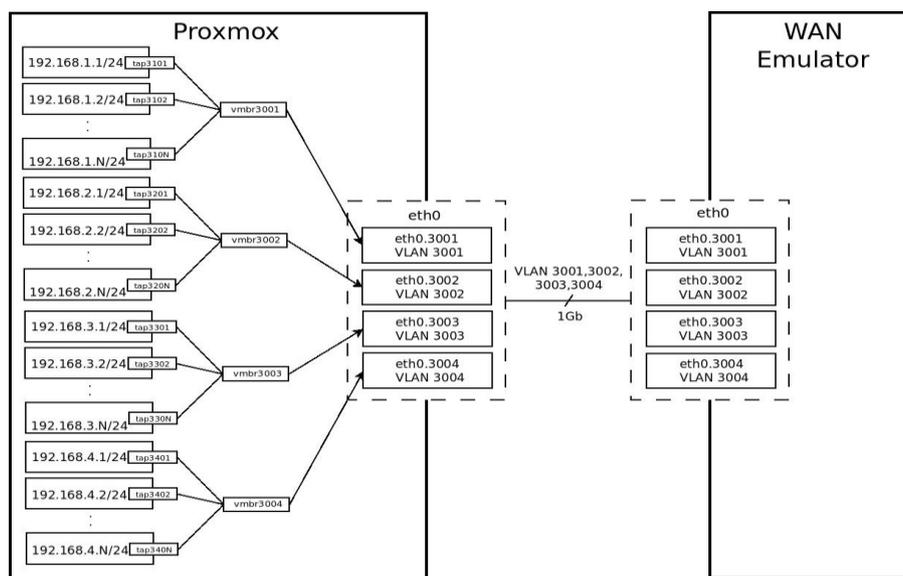 Proxmox
192.168.1.1/24 tap3101
192.168.1.2/24 tap3102
:
192.168.1.N/24 tap310N
vmbr3001
192.168.2.1/24 tap3201
192.168.2.2/24 tap3202
:
192.168.2.N/24 tap320N
vmbr3002
192.168.3.1/24 tap3301
192.168.3.2/24 tap3302
:
192.168.3.N/24 tap330N
vmbr3003
192.168.4.1/24 tap3401
192.168.4.2/24 tap3402
:
192.168.4.N/24 tap340N
vmbr3004
eth0
eth0.3001
VLAN 3001
eth0.3002
VLAN 3002
eth0.3003
VLAN 3003
eth0.3004
VLAN 3004
VLAN 3001,3002,
3003,3004
1Gb
WAN
Emulator
eth0
eth0.3001
VLAN 3001
eth0.3002
VLAN 3002
eth0.3003
VLAN 3003
eth0.3004
VLAN 3004